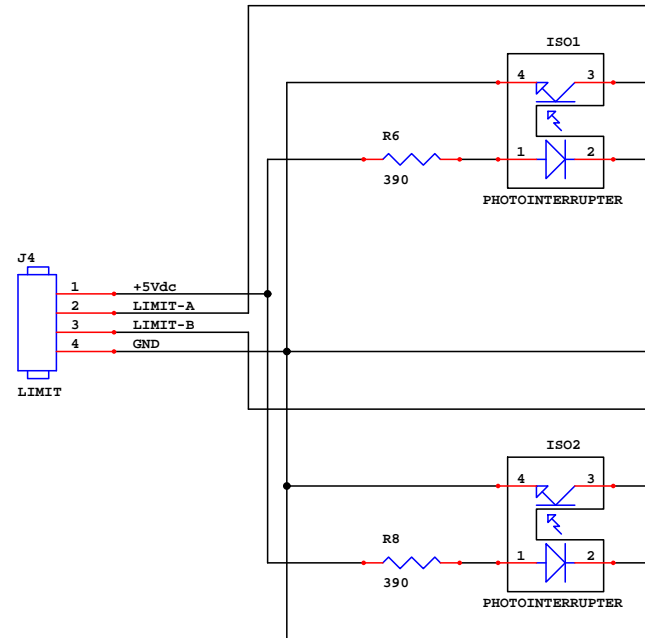 ISO1
4 3
R6
1 2
390
PHOTOINTERRUPTER
J4
1 +5Vdc
2 LIMIT-A
3 LIMIT-B
4 GND
LIMIT
ISO2
4 3
R8
1 2
390
PHOTOINTERRUPTER